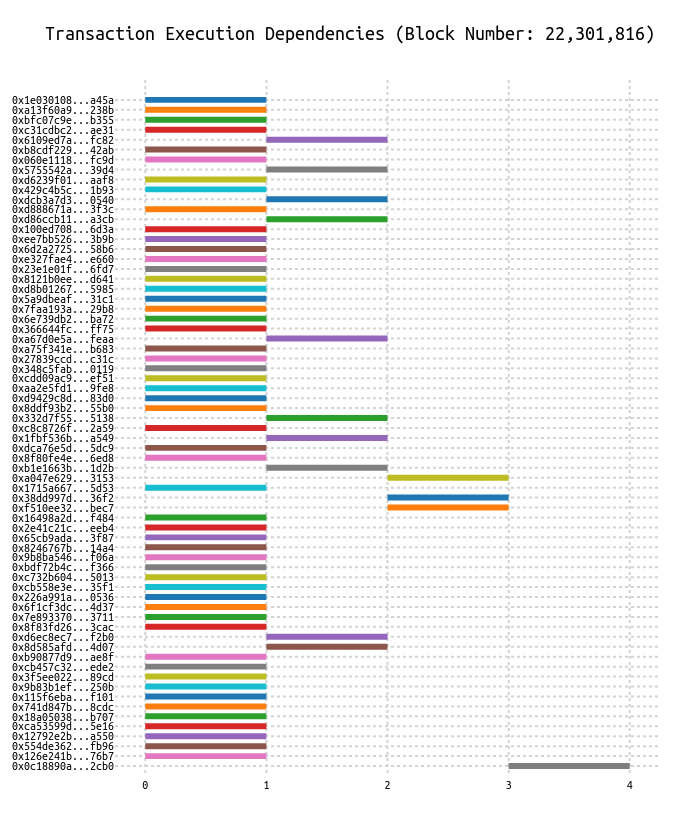 Transaction Execution Dependencies (Block Number: 22,301,816)
0x1e030108...a45a
0xa13f60a9...238b
0xbfc07c9e...b355
0xc31cdbc2...ae31
0x6109ed7a...fc82
0xb8cdf229...42ab
0x060e1118...fc9d
0x5755542a...39d4
0xd6239f01...aaf8
0x429c4b5c...1b93
0xdcb3a7d3...0540
0xd888671a...3f3c
0xd86ccb11...a3cb
0x100ed708...6d3a
0xee7bb526...3b9b
0x6d2a2725...58b6
0xe327fae4...e660
0x23e1e01f...6fd7
0x8121b0ee...d641
0xd8b01267...5985
0x5a9dbeaf...31c1
0x7faa193a...29b8
0x6e739db2...ba72
0x366644fc...ff75
0xa67d0e5a...feaa
0xa75f341e...b683
0x27839ccd...c31c
0x348c5fab...0119
0xcdd09ac9...ef51
0xaa2e5fd1...9fe8
0xd9429c8d...83d0
0x8ddf93b2...55b0
0x332d7f55...5138
0xc8c8726f...2a59
0x1fbf536b...a549
0xdca76e5d...5dc9
0x8f80fe4e...6ed8
0xb1e1663b...1d2b
0xa047e629...3153
0x1715a667...5d53
0x38dd997d...36f2
0xf510ee32...bec7
0x16498a2d...f484
0x2e41c21c...eeb4
0x65cb9ada...3f87
0x8246767b...14a4
0x9b8ba546...f06a
0xbdf72b4c...f366
0xc732b604...5013
0xcb558e3e...35f1
0x226a991a...0536
0x6f1cf3dc...4d37
0x7e893370...3711
0x8f83fd26...3cac
0xd6ec8ec7...f2b0
0x8d585afd...4d07
0xb90877d9...ae8f
0xcb457c32...ede2
0x3f5ee022...89cd
0x9b83b1ef...250b
0x115f6eba...f101
0x741d847b...8cdc
0x18a05038...b707
0xca53599d...5e16
0x12792e2b...a550
0x554de362...fb96
0x126e241b...76b7
0x0c18890a...2cb0
0 1 2 3 4